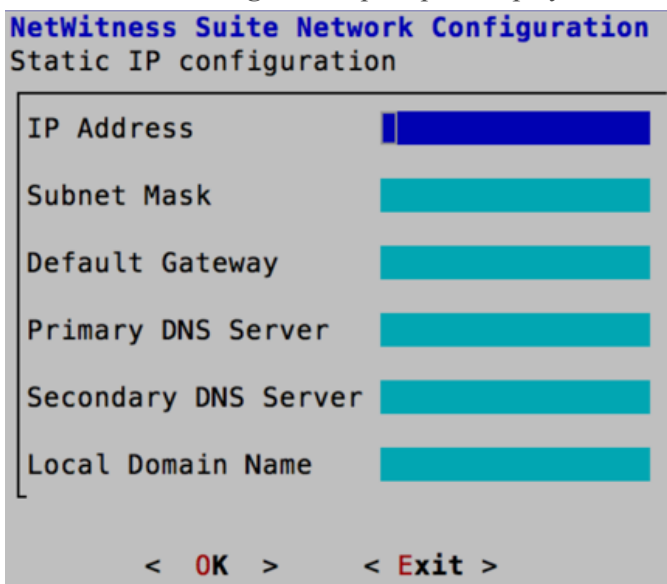 NetWitness Suite Network Configuration
Static IP configuration
IP Address
Subnet Mask
Default Gateway
Primary DNS Server
Secondary DNS Server
Local Domain Name
< OK > < Exit >